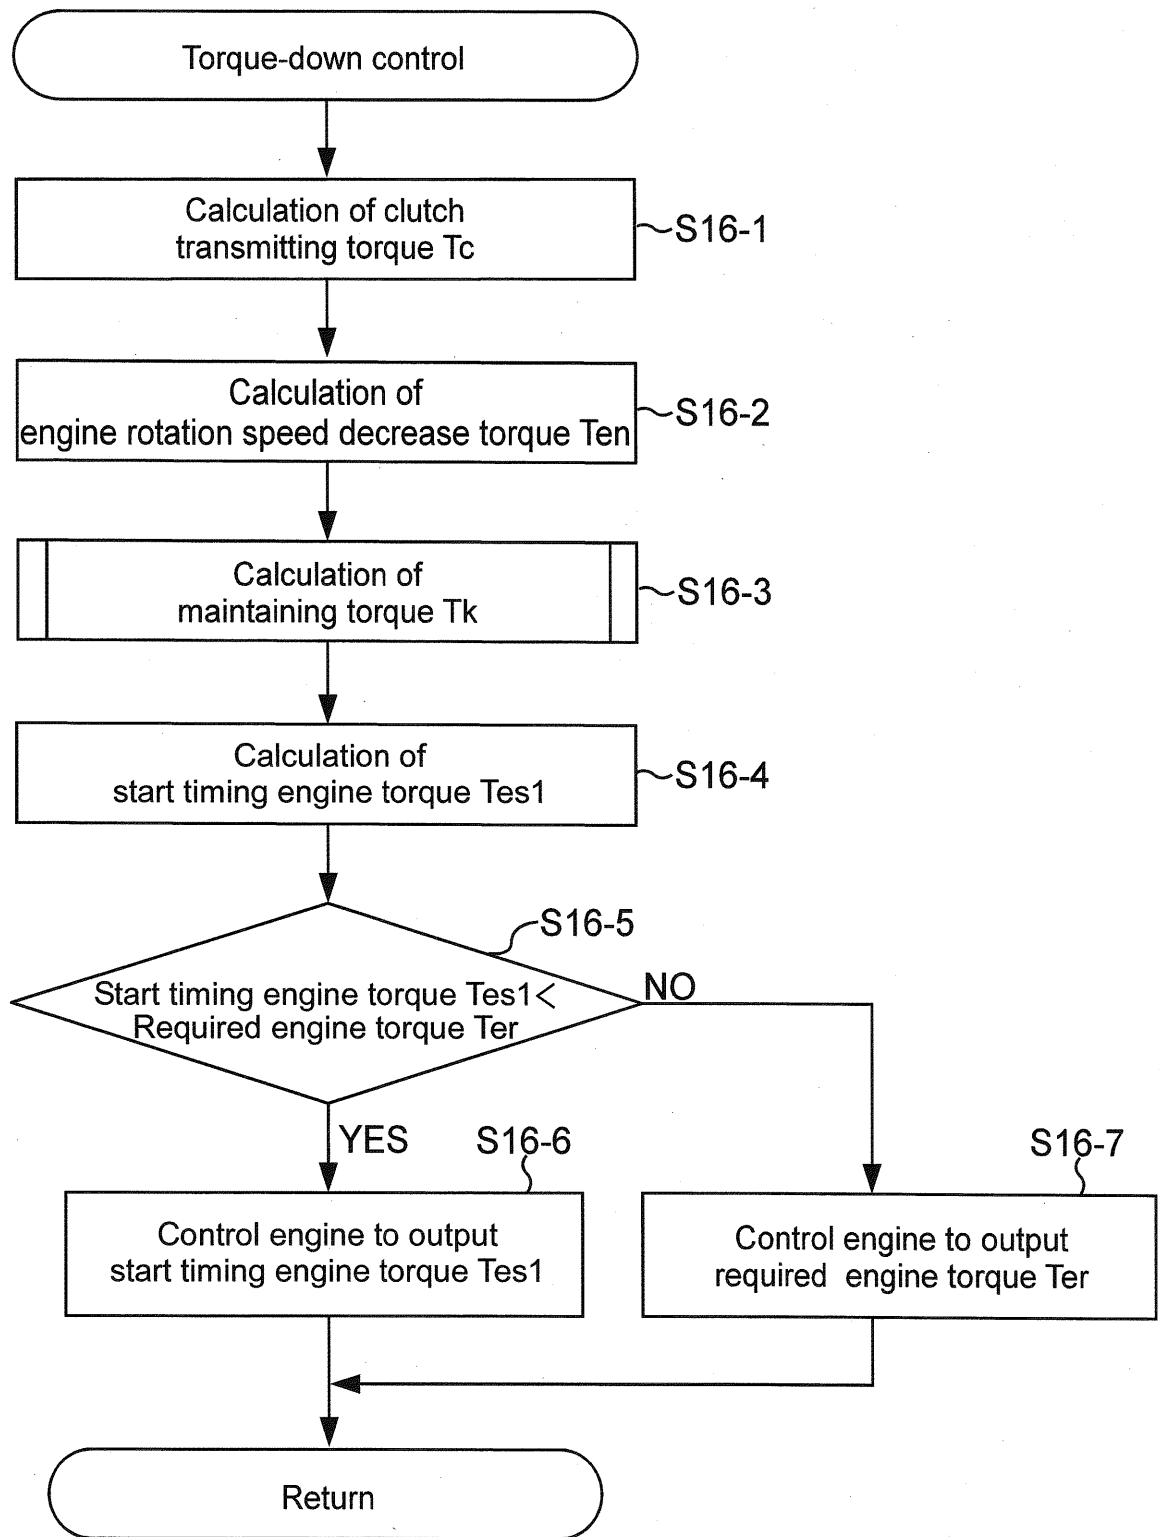 Torque-down control
Calculation of clutch
transmitting torque Tc
S16-1
Calculation of
engine rotation speed decrease torque Ten
S16-2
Calculation of
maintaining torque Tk
S16-3
Calculation of
start timing engine torque Tes1
S16-4
S16-5
Start timing engine torque Tes1<
Required engine torque Ter
NO
YES
S16-6
S16-7
Control engine to output
start timing engine torque Tes1
Control engine to output
required engine torque Ter
Return